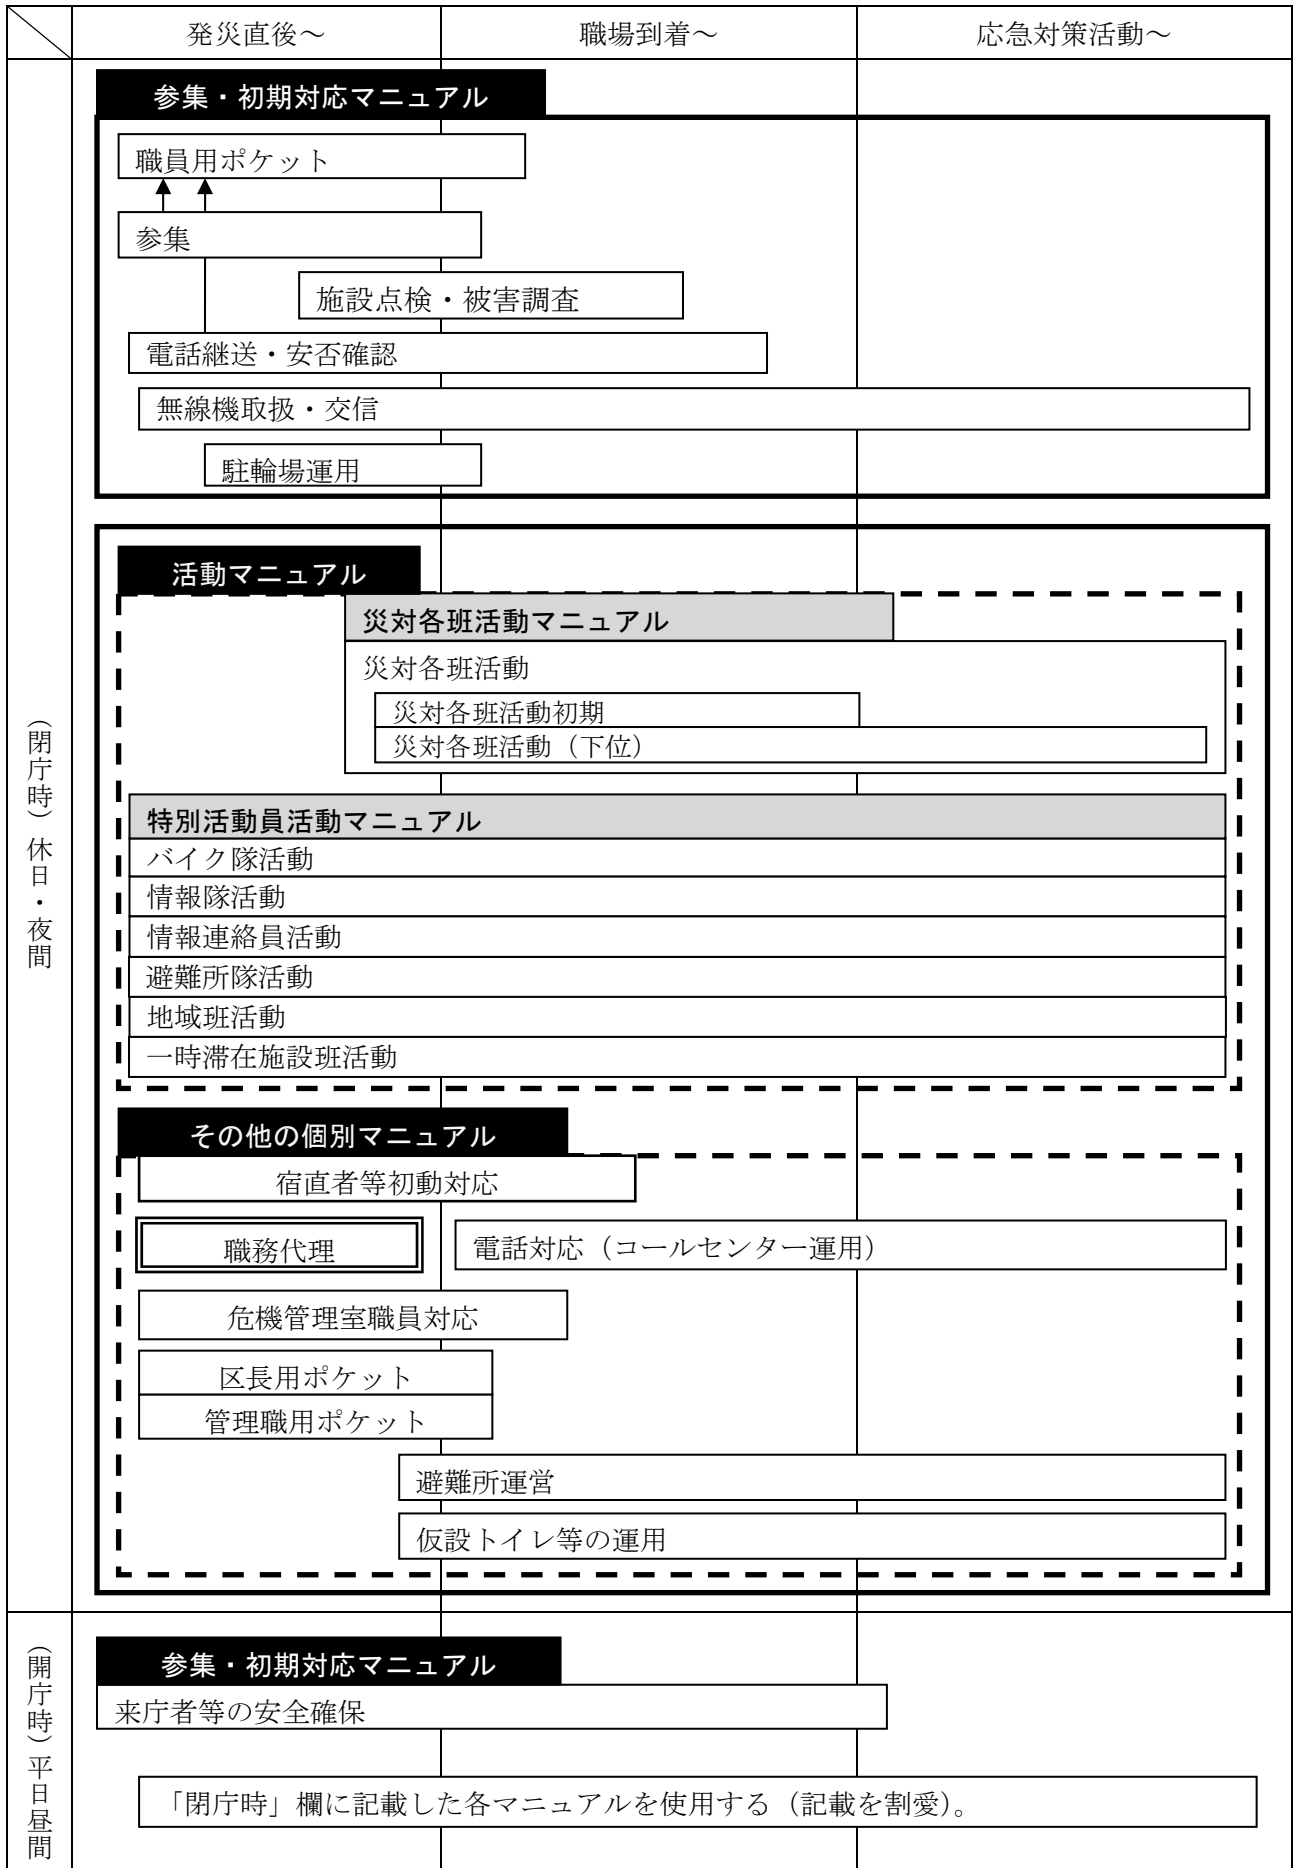 発災直後～
職場到着～
応急対策活動～
（閉庁時）休日・夜間
参集・初期対応マニュアル
職員用ポケット
参集
施設点検・被害調査
電話継送・安否確認
無線機取扱・交信
駐輪場運用
活動マニュアル
災対各班活動マニュアル
災対各班活動
災対各班活動初期
災対各班活動（下位）
特別活動員活動マニュアル
バイク隊活動
情報隊活動
情報連絡員活動
避難所隊活動
地域班活動
一時滞在施設班活動
その他の個別マニュアル
宿直者等初動対応
職務代理
電話対応（コールセンター運用）
危機管理室職員対応
区長用ポケット
管理職用ポケット
避難所運営
仮設トイレ等の運用
（開庁時）平日昼間
参集・初期対応マニュアル
来庁者等の安全確保
「閉庁時」欄に記載した各マニュアルを使用する（記載を割愛）。